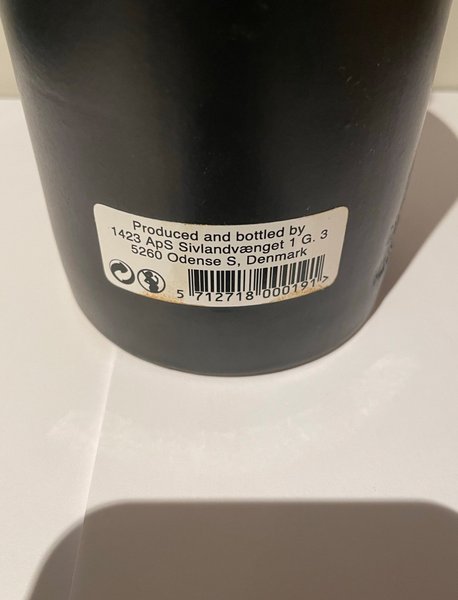 Produced and bottled by
1423 ApS Sivlandvænget 1 G. 3
5260 Odense S, Denmark
5 712718 000191 >